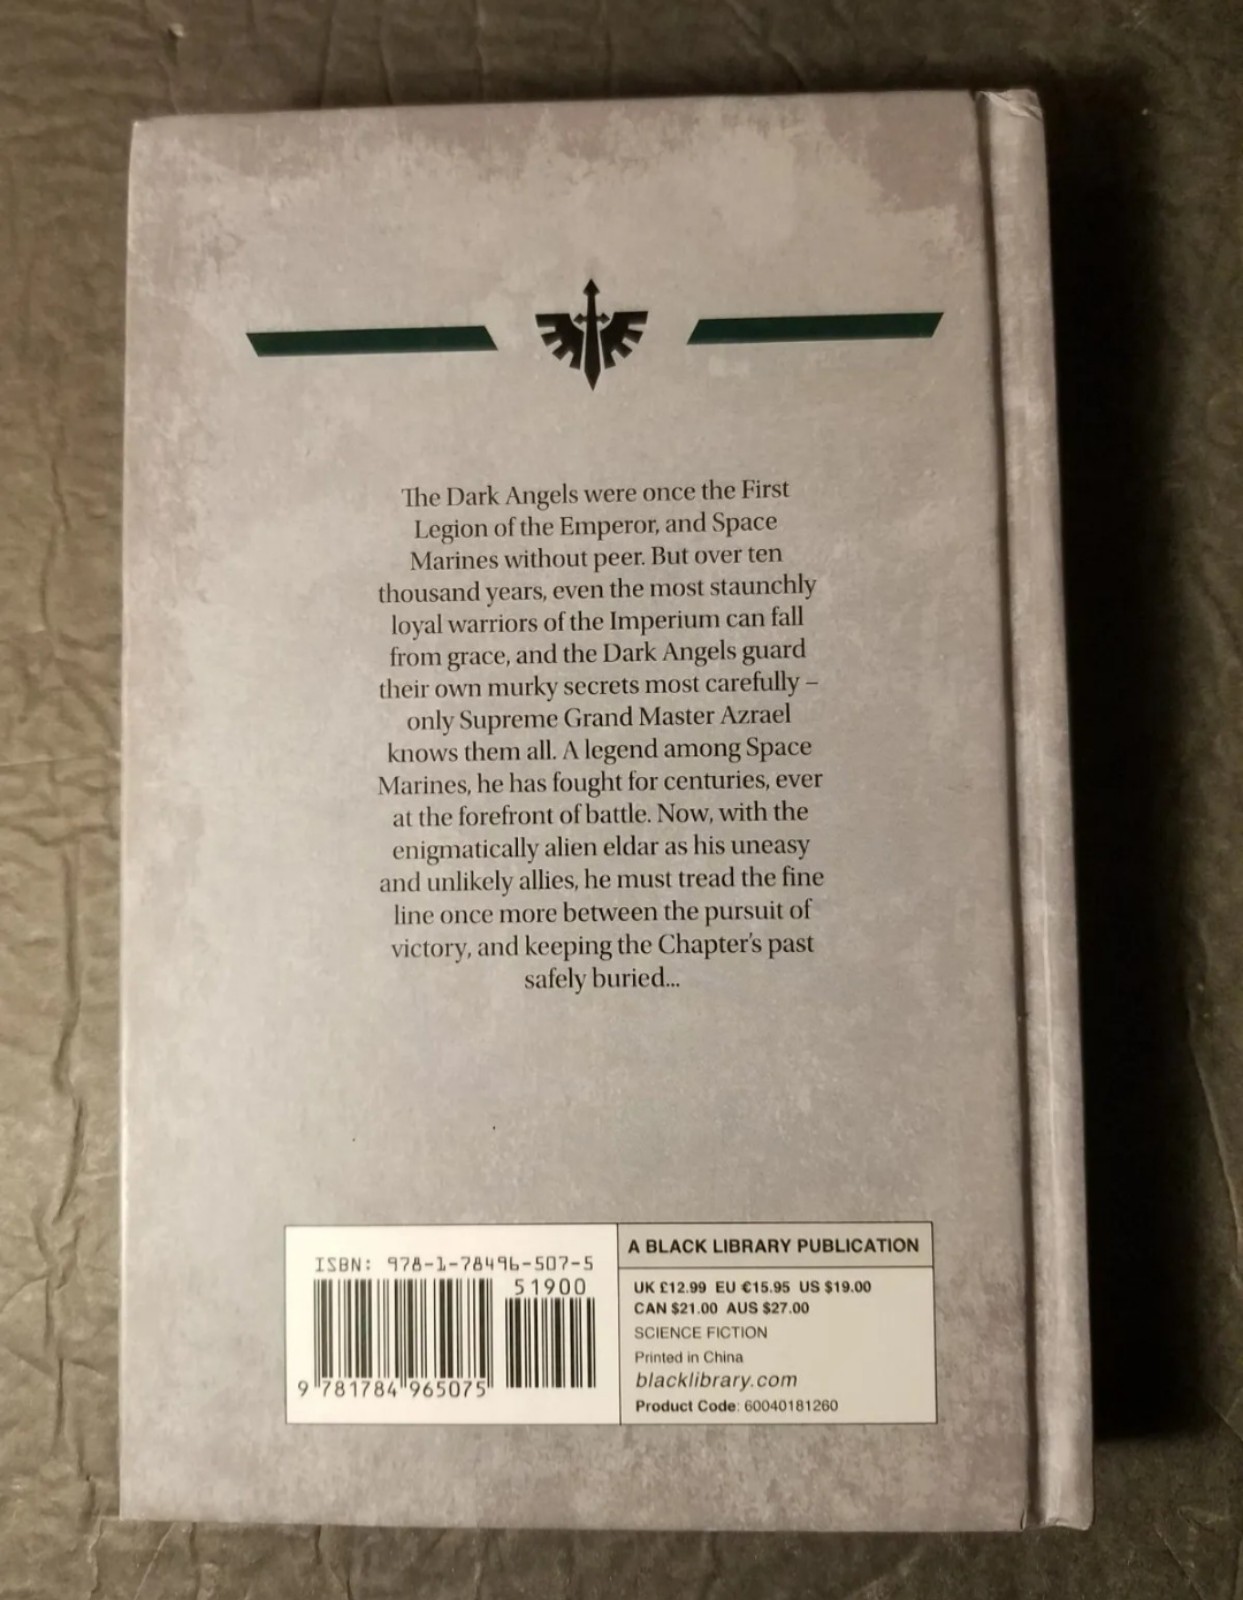 The Dark Angels were once the First
Legion of the Emperor, and Space
Marines without peer. But over ten
thousand years, even the most staunchly
loyal warriors of the Imperium can fall
from grace, and the Dark Angels guard
their own murky secrets most carefully –
only Supreme Grand Master Azrael
knows them all. A legend among Space
Marines, he has fought for centuries, ever
at the forefront of battle. Now, with the
enigmatically alien eldar as his uneasy
and unlikely allies, he must tread the fine
line once more between the pursuit of
victory, and keeping the Chapter's past
safely buried...
ISBN: 978-1-78496-507-5
51900
9 781784 965075
A BLACK LIBRARY PUBLICATION
UK £12.99 EU €15.95 US $19.00
CAN $21.00 AUS $27.00
SCIENCE FICTION
Printed in China
blacklibrary.com
Product Code: 60040181260